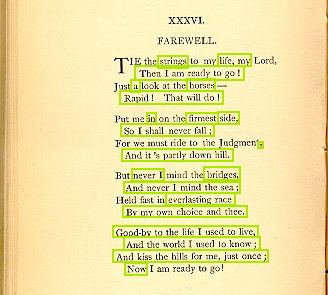 XXXVI.
FAREWELL.
TIE the strings to my life, my Lord,
Then I am ready to go!
Just a look at the horses —
Rapid! That will do!
Put me in on the firmest side,
So I shall never fall;
For we must ride to the Judgment,
And it's partly down hill.
But never I mind the bridges,
And never I mind the sea;
Held fast in everlasting race
By my own choice and thee.
Good-by to the life I used to live,
And the world I used to know;
And kiss the hills for me, just once;
Now I am ready to go!